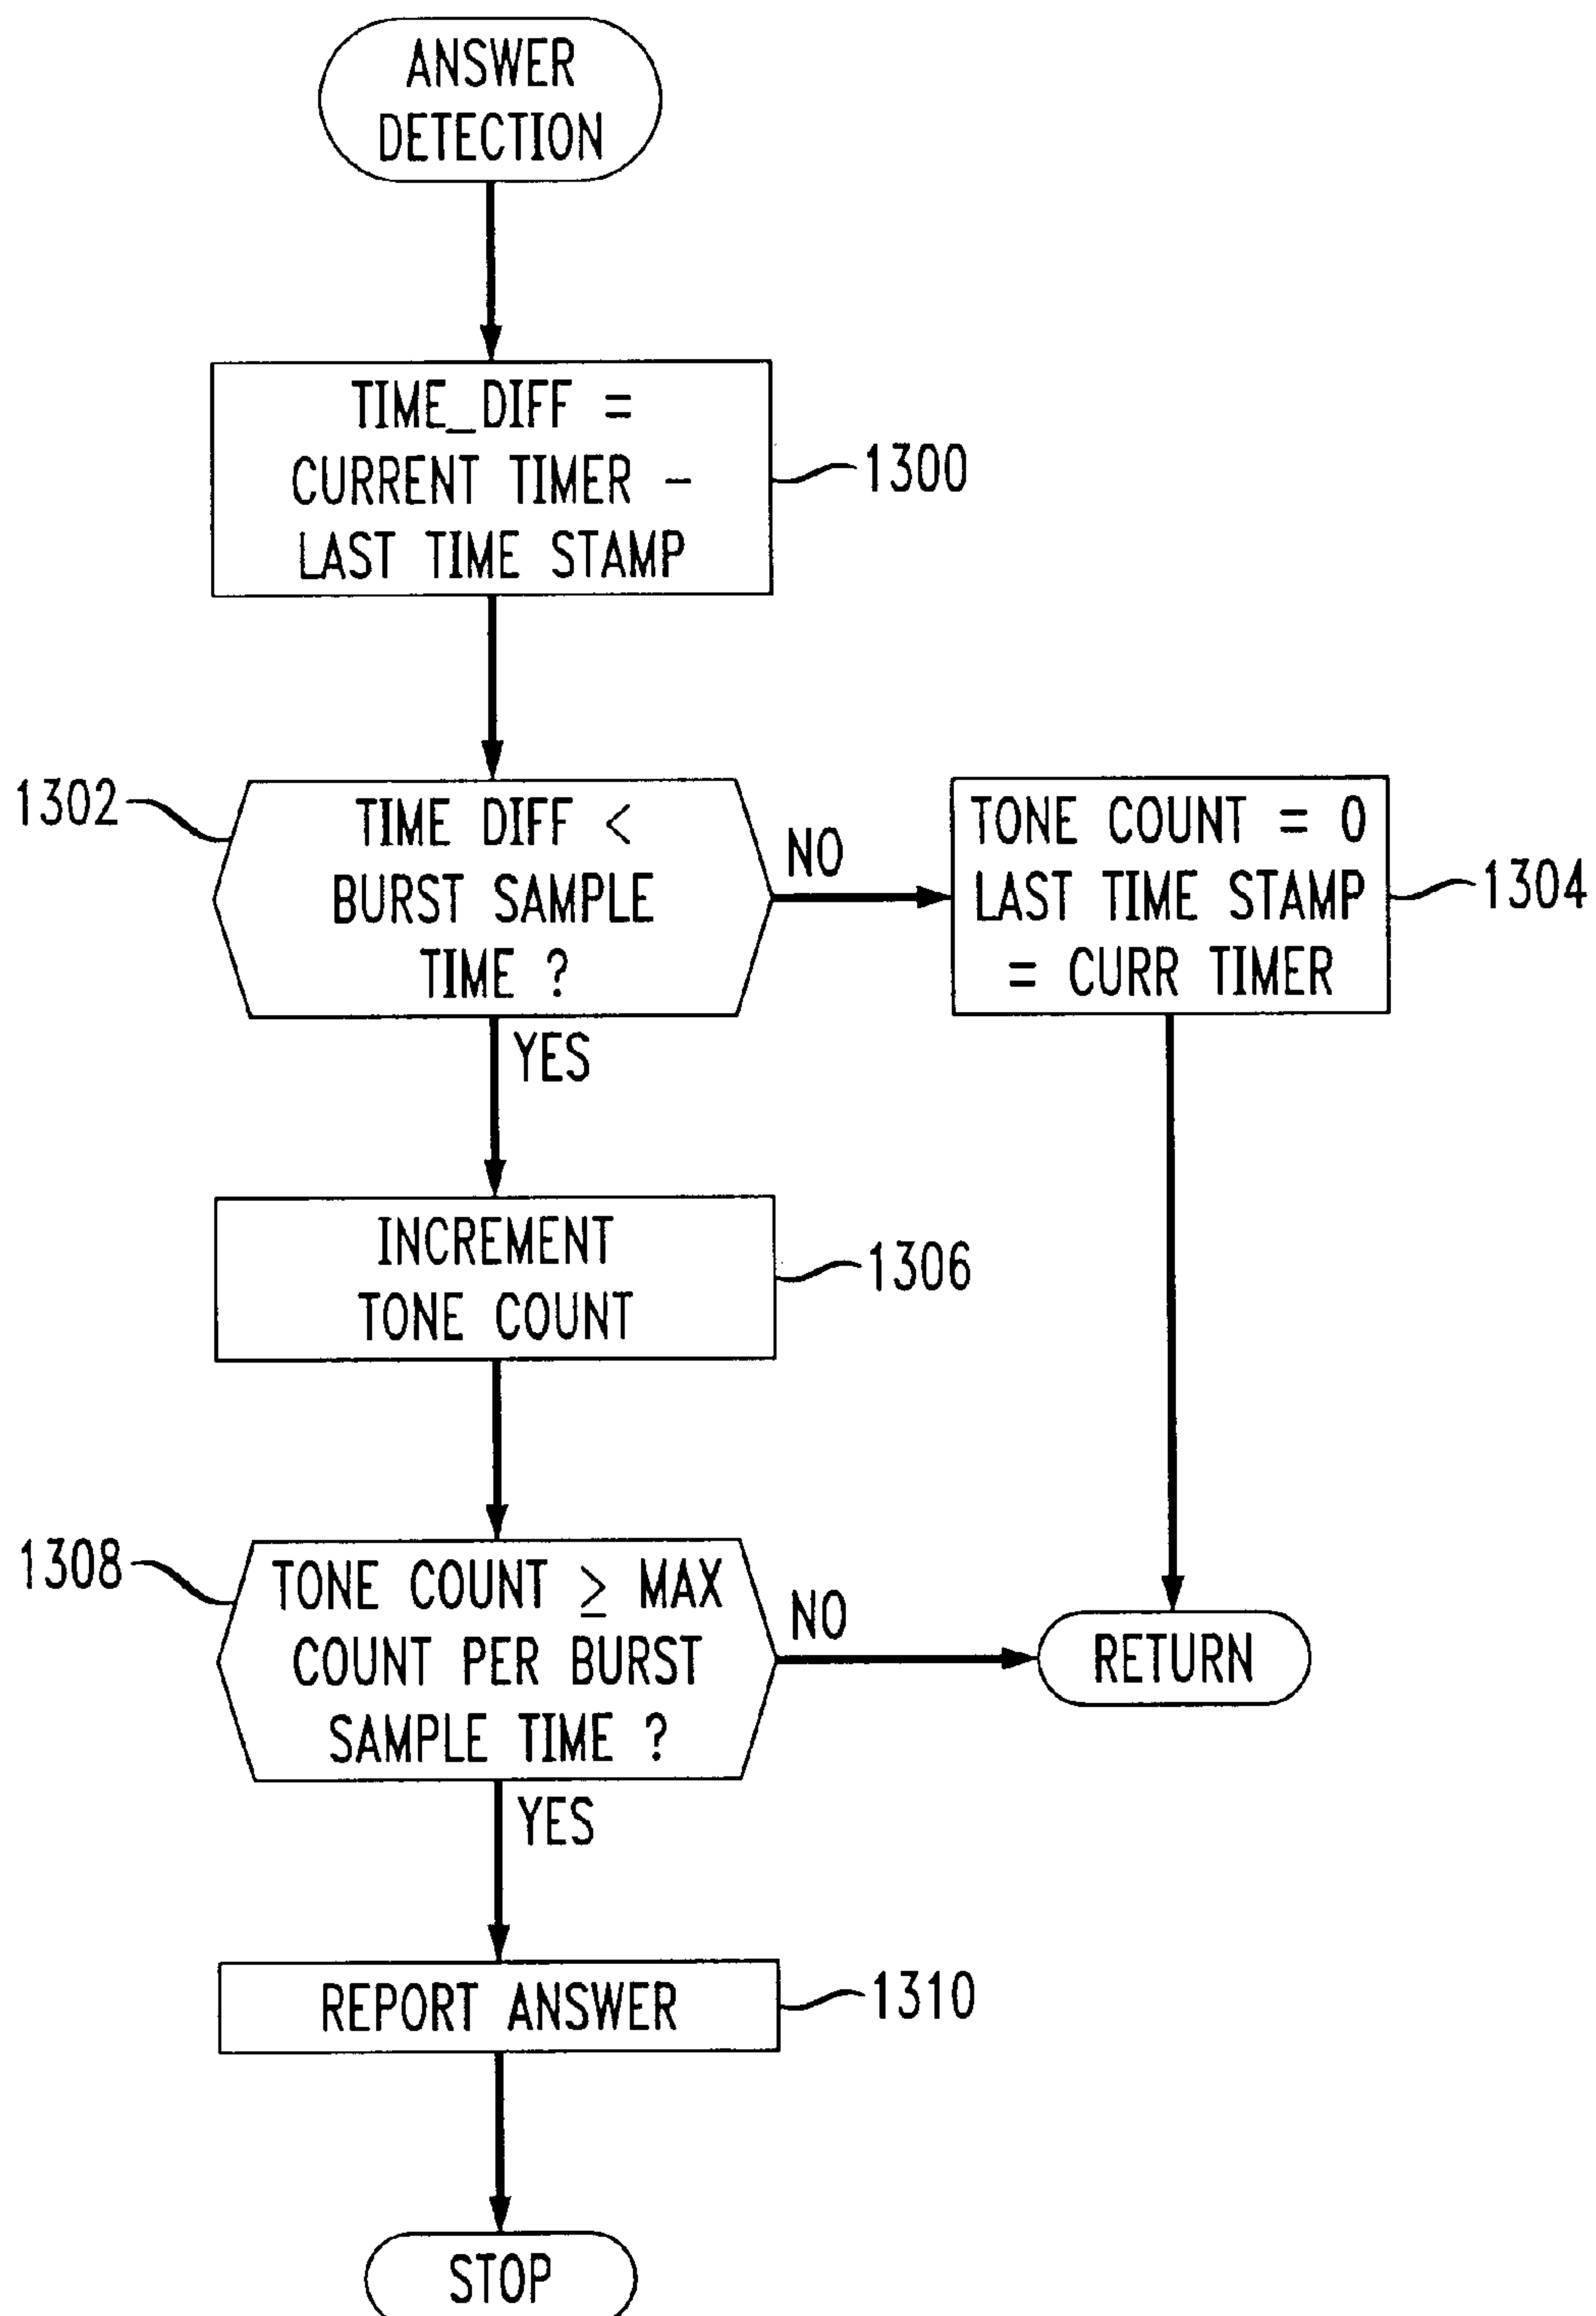 ANSWER
DETECTION
TIME_DIFF =
CURRENT TIMER -
LAST TIME STAMP
1300
1302
TIME DIFF <
BURST SAMPLE
TIME ?
NO
TONE COUNT = 0
LAST TIME STAMP
= CURR TIMER
1304
YES
INCREMENT
TONE COUNT
1306
1308
TONE COUNT ≥ MAX
COUNT PER BURST
SAMPLE TIME ?
NO
RETURN
YES
REPORT ANSWER
1310
STOP